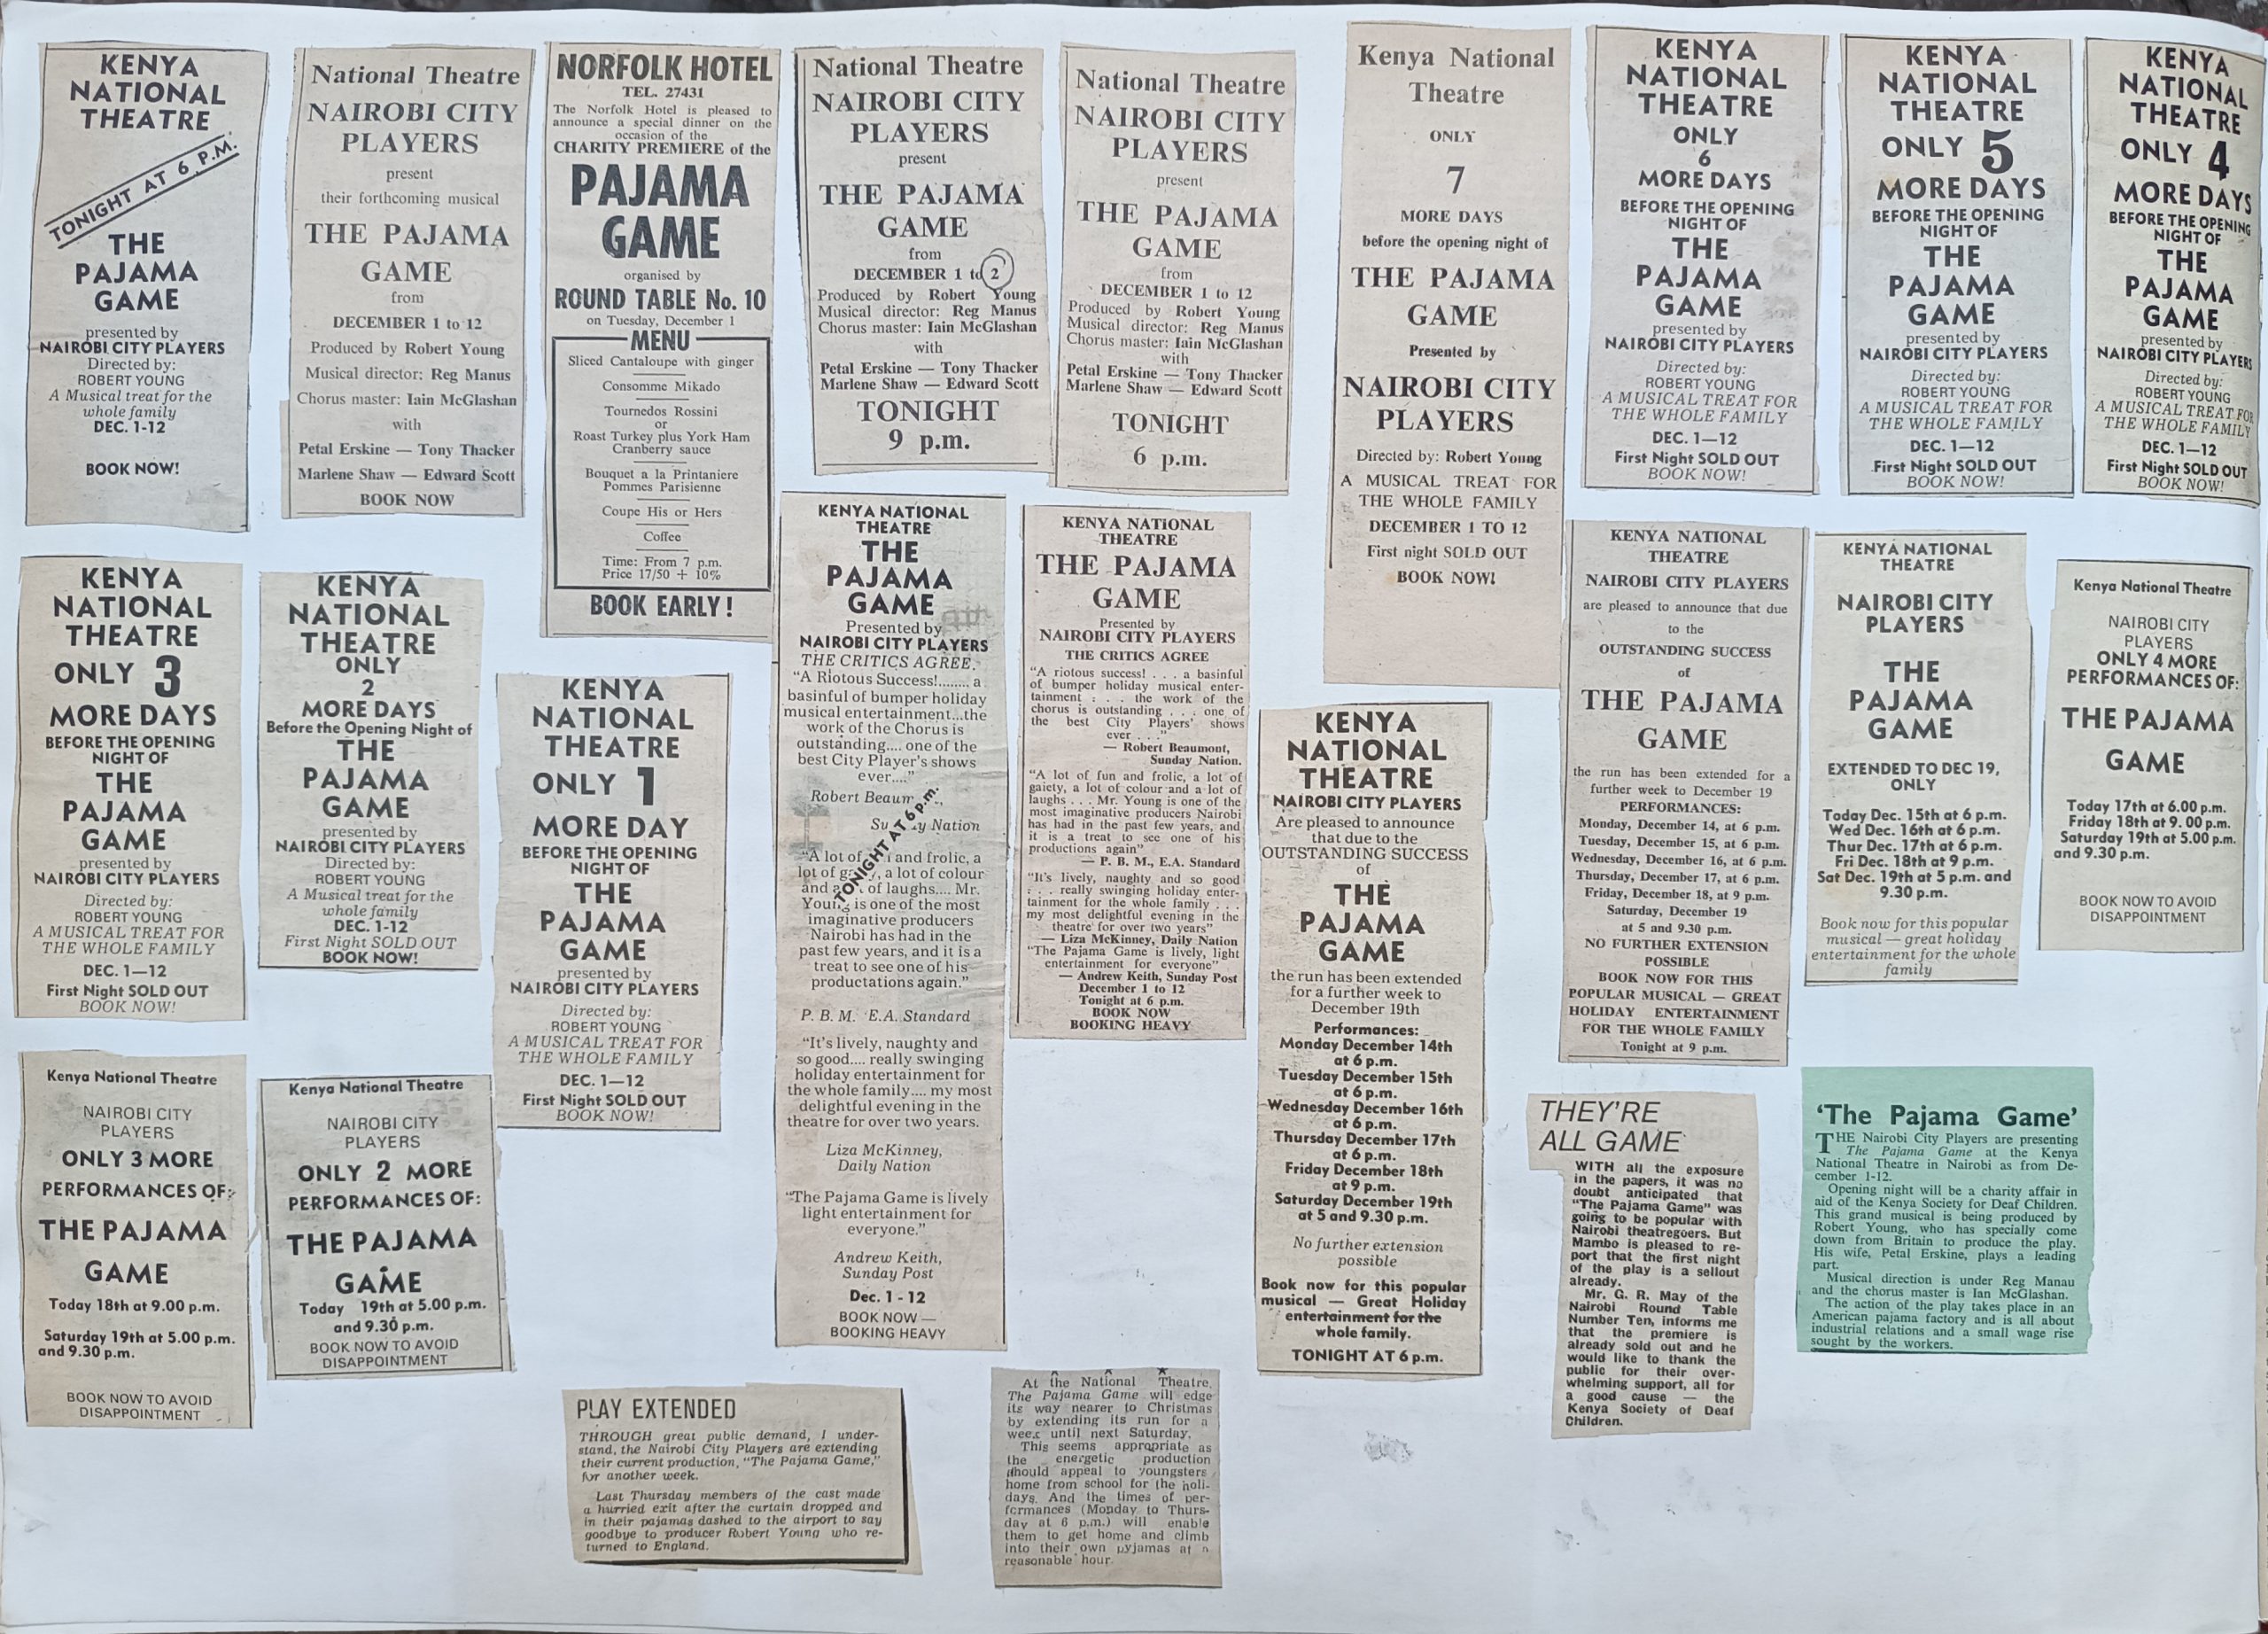 KENYA
NATIONAL
THEATRE
TONIGHT AT 6 P.M.
THE
PAJAMA
GAME
presented by
NAIROBI CITY PLAYERS
Directed by:
ROBERT YOUNG
A Musical treat for the
whole family
DEC. 1-12
BOOK NOW!
National Theatre
NAIROBI CITY
PLAYERS
present
their forthcoming musical
THE PAJAMA
GAME
from
DECEMBER 1 to 12
Produced by Robert Young
Musical director: Reg Manus
Chorus master: Iain McGlashan
with
Petal Erskine — Tony Thacker
Marlene Shaw — Edward Scott
BOOK NOW
NORFOLK HOTEL
TEL. 27431
The Norfolk Hotel is pleased to
announce a special dinner on the
occasion of the
CHARITY PREMIERE of the
PAJAMA
GAME
organised by
ROUND TABLE No. 10
on Tuesday, December 1
MENU
Sliced Cantaloupe with ginger
Consomme Mikado
Tournedos Rossini
or
Roast Turkey plus York Ham
Cranberry sauce
Bouquet a la Printaniere
Pommes Parisienne
Coupe His or Hers
Coffee
Time: From 7 p.m.
Price 17/50 + 10%
BOOK EARLY!
National Theatre
NAIROBI CITY
PLAYERS
present
THE PAJAMA
GAME
from
DECEMBER 1 to 2
Produced by Robert Young
Musical director: Reg Manus
Chorus master: Iain McGlashan
with
Petal Erskine — Tony Thacker
Marlene Shaw — Edward Scott
TONIGHT
9 p.m.
National Theatre
NAIROBI CITY
PLAYERS
present
THE PAJAMA
GAME
from
DECEMBER 1 to 12
Produced by Robert Young
Musical director: Reg Manus
Chorus master: Iain McGlashan
with
Petal Erskine — Tony Thacker
Marlene Shaw — Edward Scott
TONIGHT
6 p.m.
Kenya National
Theatre
ONLY
7
MORE DAYS
before the opening night of
THE PAJAMA
GAME
Presented by
NAIROBI CITY
PLAYERS
Directed by: Robert Young
A MUSICAL TREAT FOR
THE WHOLE FAMILY
DECEMBER 1 TO 12
First night SOLD OUT
BOOK NOW!
KENYA
NATIONAL
THEATRE
ONLY
6
MORE DAYS
BEFORE THE OPENING
NIGHT OF
THE
PAJAMA
GAME
presented by
NAIROBI CITY PLAYERS
Directed by:
ROBERT YOUNG
A MUSICAL TREAT FOR
THE WHOLE FAMILY
DEC. 1—12
First Night SOLD OUT
BOOK NOW!
KENYA
NATIONAL
THEATRE
ONLY 5
MORE DAYS
BEFORE THE OPENING
NIGHT OF
THE
PAJAMA
GAME
presented by
NAIROBI CITY PLAYERS
Directed by:
ROBERT YOUNG
A MUSICAL TREAT FOR
THE WHOLE FAMILY
DEC. 1—12
First Night SOLD OUT
BOOK NOW!
KENYA
NATIONAL
THEATRE
ONLY 4
MORE DAYS
BEFORE THE OPENING
NIGHT OF
THE
PAJAMA
GAME
presented by
NAIROBI CITY PLAYERS
Directed by:
ROBERT YOUNG
A MUSICAL TREAT FOR
THE WHOLE FAMILY
DEC. 1—12
First Night SOLD OUT
BOOK NOW!
KENYA
NATIONAL
THEATRE
ONLY 3
MORE DAYS
BEFORE THE OPENING
NIGHT OF
THE
PAJAMA
GAME
presented by
NAIROBI CITY PLAYERS
Directed by:
ROBERT YOUNG
A MUSICAL TREAT FOR
THE WHOLE FAMILY
DEC. 1—12
First Night SOLD OUT
BOOK NOW!
KENYA
NATIONAL
THEATRE
ONLY
2
MORE DAYS
Before the Opening Night of
THE
PAJAMA
GAME
presented by
NAIROBI CITY PLAYERS
Directed by:
ROBERT YOUNG
A Musical treat for the
whole family
DEC. 1-12
First Night SOLD OUT
BOOK NOW!
KENYA
NATIONAL
THEATRE
ONLY 1
MORE DAY
BEFORE THE OPENING
NIGHT OF
THE
PAJAMA
GAME
presented by
NAIROBI CITY PLAYERS
Directed by:
ROBERT YOUNG
A MUSICAL TREAT FOR
THE WHOLE FAMILY
DEC. 1—12
First Night SOLD OUT
BOOK NOW!
KENYA NATIONAL
THEATRE
THE
PAJAMA
GAME
Presented by
NAIROBI CITY PLAYERS
THE CRITICS AGREE.
"A Riotous Success!........ a
basinful of bumper holiday
musical entertainment...the
work of the Chorus is
outstanding.... one of the
best City Player's shows
ever...."
Robert
Nation
TONIGHT AT 6 p.m.
"A lot of and frolic, a
lot of, a lot of colour
and a of laughs.... Mr.
Young is one of the most
imaginative producers
Nairobi has had in the
past few years, and it is a
treat to see one of his
productations again."
P. B. M. E.A. Standard
"It's lively, naughty and
so good.... really swinging
holiday entertainment for
the whole family.... my most
delightful evening in the
theatre for over two years.
Liza McKinney,
Daily Nation
"The Pajama Game is lively
light entertainment for
everyone."
Andrew Keith,
Sunday Post
Dec. 1 - 12
BOOK NOW —
BOOKING HEAVY
KENYA NATIONAL
THEATRE
THE PAJAMA
GAME
Presented by
NAIROBI CITY PLAYERS
THE CRITICS AGREE
"A riotous success! . . . a basinful
of bumper holiday musical enter-
tainment . . . the work of the
chorus is outstanding . . . one of
the best City Players' shows
ever . . ."
— Robert Beaumont,
Sunday Nation.
"A lot of fun and frolic, a lot of
gaiety, a lot of colour and a lot of
laughs . . . Mr. Young is one of the
most imaginative producers Nairobi
has had in the past few years, and
it is a treat to see one of his
productions again"
— P. B. M., E.A. Standard
"It's lively, naughty and so good
. . . really swinging holiday enter-
tainment for the whole family . . .
my most delightful evening in the
theatre for over two years"
— Liza McKinney, Daily Nation
"The Pajama Game is lively, light
entertainment for everyone"
— Andrew Keith, Sunday Post
December 1 to 12
Tonight at 6 p.m.
BOOK NOW
BOOKING HEAVY
KENYA
NATIONAL
THEATRE
NAIROBI CITY PLAYERS
Are pleased to announce
that due to the
OUTSTANDING SUCCESS
of
THE
PAJAMA
GAME
the run has been extended
for a further week to
December 19th
Performances:
Monday December 14th
at 6 p.m.
Tuesday December 15th
at 6 p.m.
Wednesday December 16th
at 6 p.m.
Thursday December 17th
at 6 p.m.
Friday December 18th
at 9 p.m.
Saturday December 19th
at 5 and 9.30 p.m.
No further extension
possible
Book now for this popular
musical — Great Holiday
entertainment for the
whole family.
TONIGHT AT 6 p.m.
KENYA NATIONAL
THEATRE
NAIROBI CITY PLAYERS
are pleased to announce that due
to the
OUTSTANDING SUCCESS
of
THE PAJAMA
GAME
the run has been extended for a
further week to December 19
PERFORMANCES:
Monday, December 14, at 6 p.m.
Tuesday, December 15, at 6 p.m.
Wednesday, December 16, at 6 p.m.
Thursday, December 17, at 6 p.m.
Friday, December 18, at 9 p.m.
Saturday, December 19
at 5 and 9.30 p.m.
NO FURTHER EXTENSION
POSSIBLE
BOOK NOW FOR THIS
POPULAR MUSICAL — GREAT
HOLIDAY ENTERTAINMENT
FOR THE WHOLE FAMILY
Tonight at 9 p.m.
KENYA NATIONAL
THEATRE
NAIROBI CITY
PLAYERS
THE
PAJAMA
GAME
EXTENDED TO DEC 19,
ONLY
Today Dec. 15th at 6 p.m.
Wed Dec. 16th at 6 p.m.
Thur Dec. 17th at 6 p.m.
Fri Dec. 18th at 9 p.m.
Sat Dec. 19th at 5 p.m. and
9.30 p.m.
Book now for this popular
musical — great holiday
entertainment for the whole
family
Kenya National Theatre
NAIROBI CITY
PLAYERS
ONLY 4 MORE
PERFORMANCES OF:
THE PAJAMA
GAME
Today 17th at 6.00 p.m.
Friday 18th at 9. 00 p.m.
Saturday 19th at 5.00 p.m.
and 9.30 p.m.
BOOK NOW TO AVOID
DISAPPOINTMENT
Kenya National Theatre
NAIROBI CITY
PLAYERS
ONLY 3 MORE
PERFORMANCES OF:
THE PAJAMA
GAME
Today 18th at 9.00 p.m.
Saturday 19th at 5.00 p.m.
and 9.30 p.m.
BOOK NOW TO AVOID
DISAPPOINTMENT
Kenya National Theatre
NAIROBI CITY
PLAYERS
ONLY 2 MORE
PERFORMANCES OF:
THE PAJAMA
GAME
Today 19th at 5.00 p.m.
and 9.30 p.m.
BOOK NOW TO AVOID
DISAPPOINTMENT
THEY'RE
ALL GAME
WITH all the exposure
in the papers, it was no
doubt anticipated that
"The Pajama Game" was
going to be popular with
Nairobi theatregoers. But
Mambo is pleased to re-
port that the first night
of the play is a sellout
already.
Mr. G. R. May of the
Nairobi Round Table
Number Ten, informs me
that the premiere is
already sold out and he
would like to thank the
public for their over-
whelming support, all for
a good cause — the
Kenya Society of Deaf
Children.
'The Pajama Game'
THE Nairobi City Players are presenting
The Pajama Game at the Kenya
National Theatre in Nairobi as from De-
cember 1-12.
Opening night will be a charity affair in
aid of the Kenya Society for Deaf Children.
This grand musical is being produced by
Robert Young, who has specially come
down from Britain to produce the play.
His wife, Petal Erskine, plays a leading
part.
Musical direction is under Reg Manau
and the chorus master is Ian McGlashan.
The action of the play takes place in an
American pajama factory and is all about
industrial relations and a small wage rise
sought by the workers.
PLAY EXTENDED
THROUGH great public demand, I under-
stand, the Nairobi City Players are extending
their current production, "The Pajama Game,"
for another week.
Last Thursday members of the cast made
a hurried exit after the curtain dropped and
in their pajamas dashed to the airport to say
goodbye to producer Robert Young who re-
turned to England.
At the National Theatre,
The Pajama Game will edge
its way nearer to Christmas
by extending its run for a
week until next Saturday.
This seems appropriate as
the energetic production
should appeal to youngsters
home from school for the holi-
days. And the times of per-
formances (Monday to Thurs-
day at 6 p.m.) will enable
them to get home and climb
into their own pyjamas at a
reasonable hour.